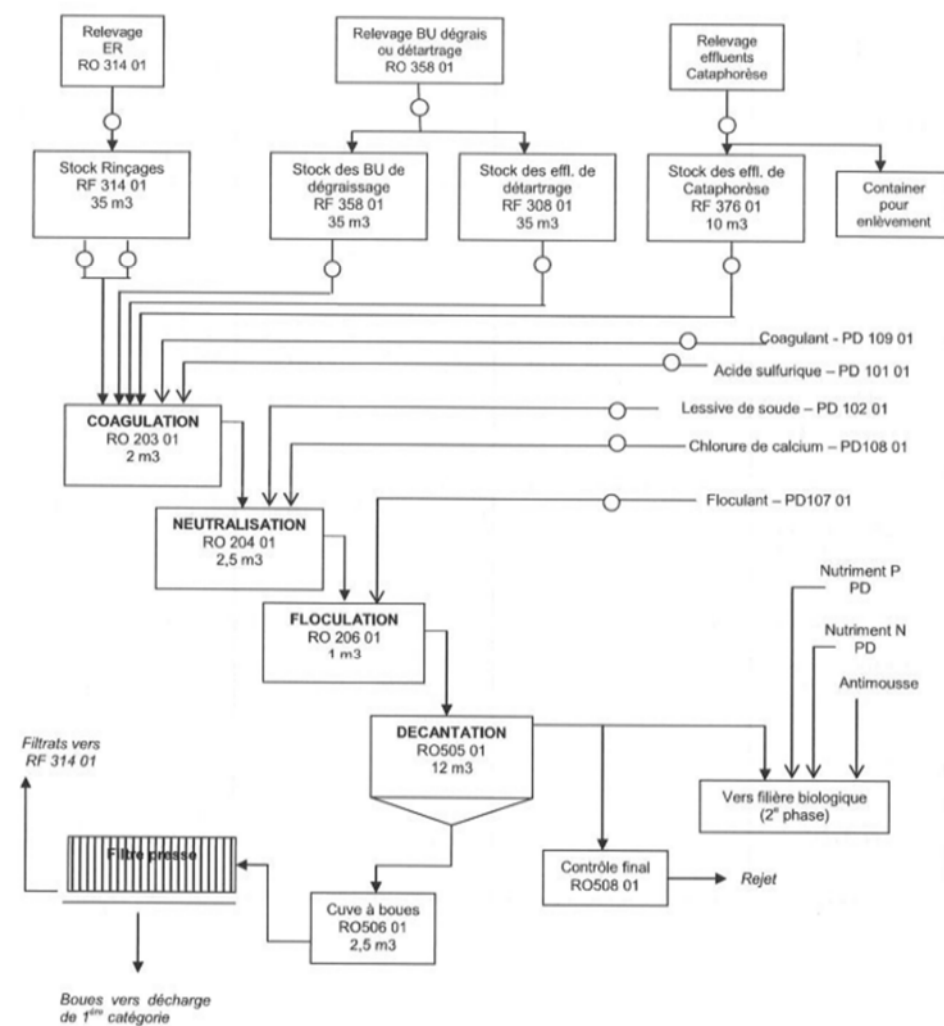 Relevage
ER
RO 314 01
Relevage BU dégrais
ou détartrage
RO 358 01
Relevage
effluents
Cataphorèse
Stock Rinçages
RF 314 01
35 m3
Stock des BU de
dégraissage
RF 358 01
35 m3
Stock des effl. de
détartrage
RF 308 01
35 m3
Stock des effl. de
Cataphorèse
RF 376 01
10 m3
Container
pour
enlèvement
Coagulant - PD 109 01
Acide sulfurique – PD 101 01
Lessive de soude – PD 102 01
Chlorure de calcium – PD108 01
Floculant – PD107 01
COAGULATION
RO 203 01
2 m3
NEUTRALISATION
RO 204 01
2,5 m3
FLOCULATION
RO 206 01
1 m3
Nutriment P
PD
Nutriment N
PD
Antimousse
DECANTATION
RO505 01
12 m3
Vers filière biologique
(2e phase)
Filtrats vers
RF 314 01
Filtre presse
Contrôle final
RO508 01
Rejet
Cuve à boues
RO506 01
2,5 m3
Boues vers décharge
de 1ère catégorie